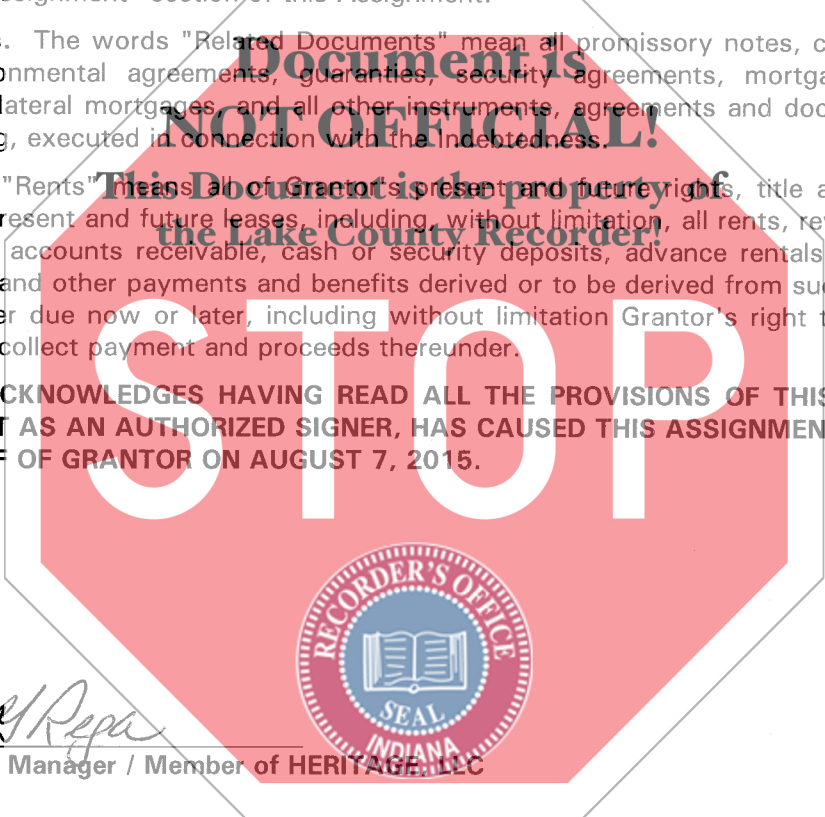 ssignment" section of this Assignment.
s. The words "Related Documents" mean all promissory notes, c
onmental agreements, guaranties, security agreements, mortga
lateral mortgages, and all other instruments, agreements and doc
g, executed in connection with the Indebtedness.
"Rents" means all of Grantor's present and future rights, title a
resent and future leases, including, without limitation, all rents, re
accounts receivable, cash or security deposits, advance rentals
and other payments and benefits derived or to be derived from su
er due now or later, including without limitation Grantor's right t
collect payment and proceeds thereunder.
CKNOWLEDGES HAVING READ ALL THE PROVISIONS OF THIS
T AS AN AUTHORIZED SIGNER, HAS CAUSED THIS ASSIGNMEN
F OF GRANTOR ON AUGUST 7, 2015.
Manager / Member of HERITAGE, LLC
Document is
NOT OFFICIAL!
This Document is the property of
the Lake County Recorder!
STOP
RECORDER'S OFFICE
SEAL
INDIANA